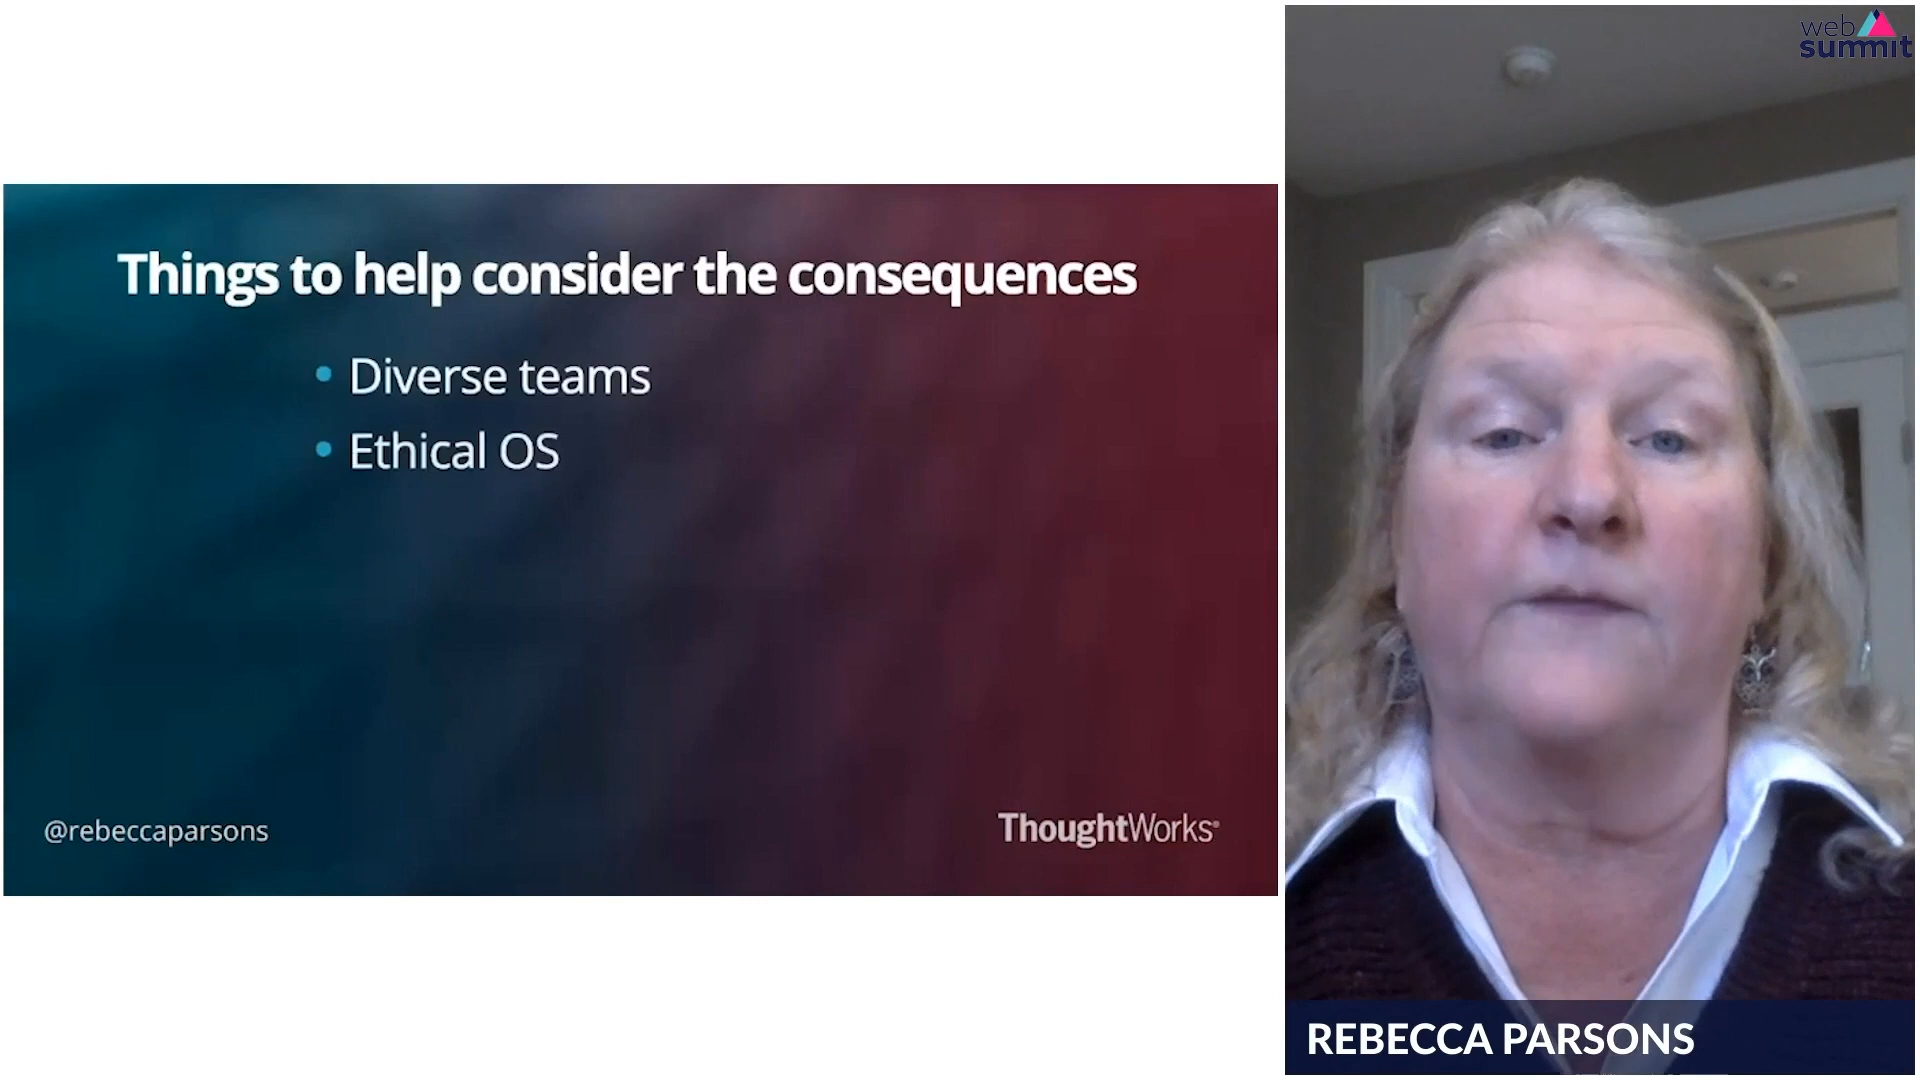 Things to help consider the consequences
• Diverse teams
• Ethical OS
@rebeccaparsons
ThoughtWorks®
web
summit
REBECCA PARSONS